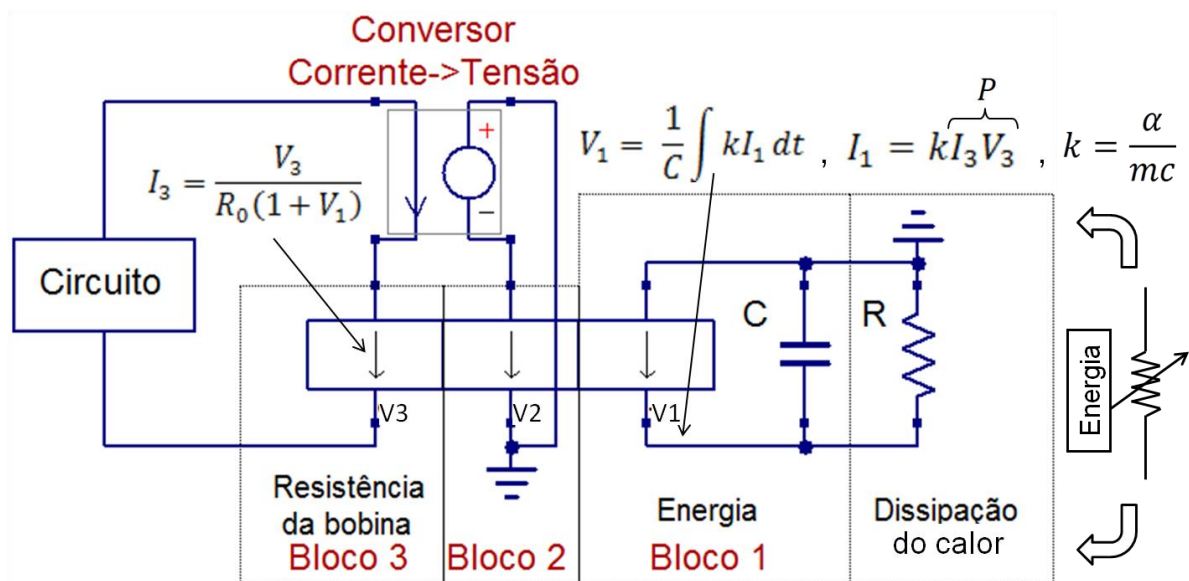 Conversor
Corrente->Tensão
+
−
I₃ = V₃ / R₀(1 + V₁)
V₁ = 1/C ∫ kI₁ dt , I₁ = kI₃V₃ , k = α/mc
P
Circuito
C
R
Energia
V3
V2
V1
Resistência
da bobina
Bloco 3
Bloco 2
Energia
Bloco 1
Dissipação
do calor